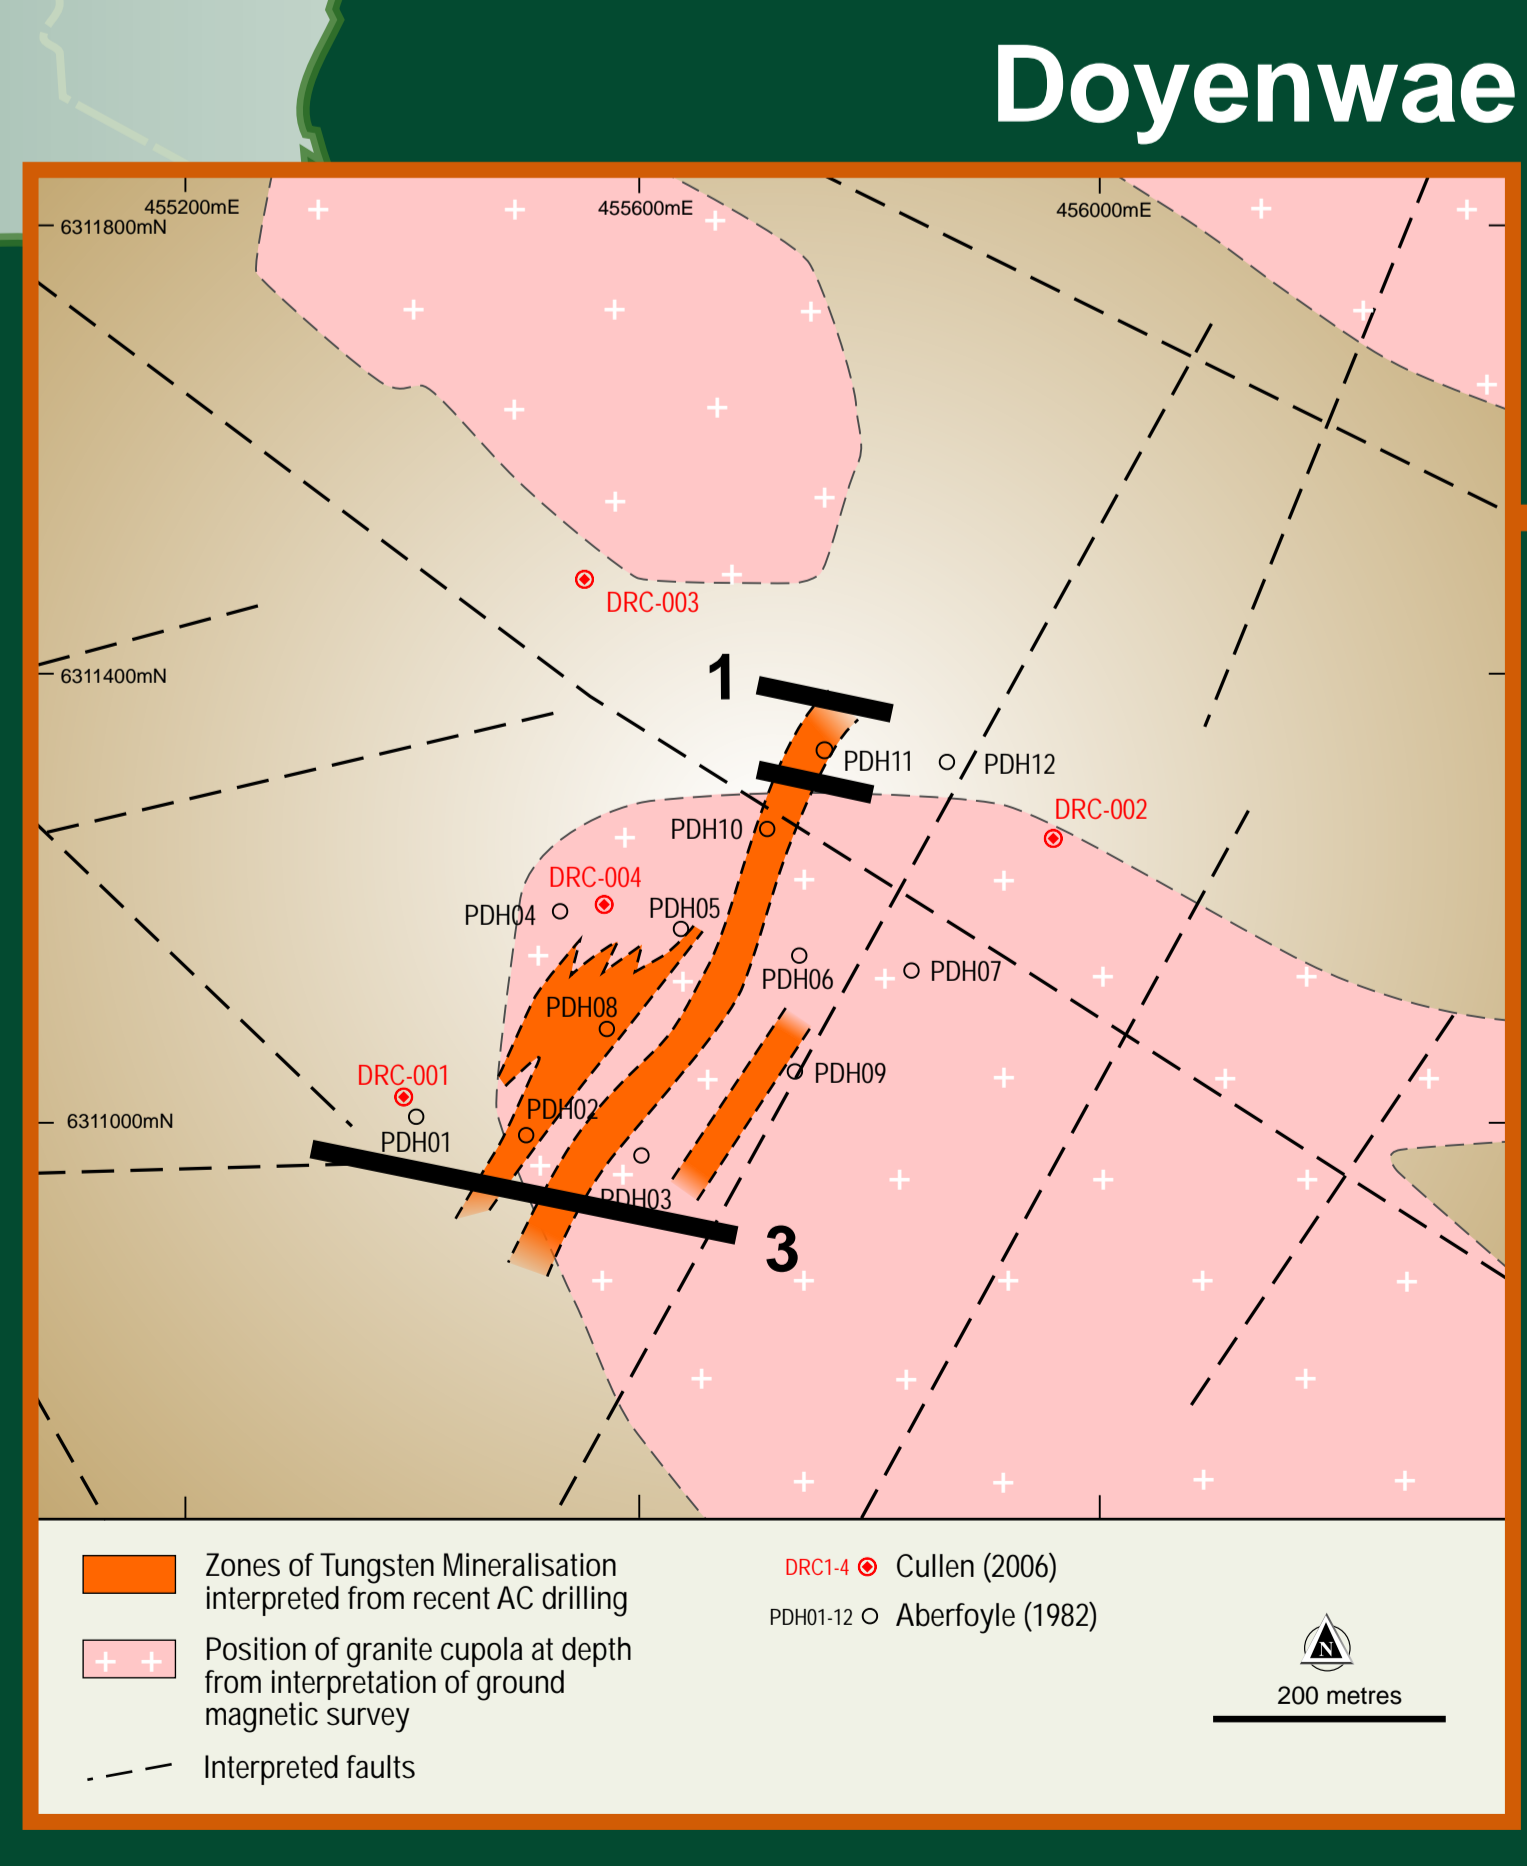 Doyenwae
455200mE
455600mE
456000mE
6311800mN
DRC-003
6311400mN
1
PDH11
PDH12
DRC-002
PDH10
DRC-004
PDH04
PDH05
PDH06
PDH07
PDH08
DRC-001
PDH09
PDH02
6311000mN
PDH01
PDH03
3
Zones of Tungsten Mineralisation
interpreted from recent AC drilling
Position of granite cupola at depth
from interpretation of ground
magnetic survey
Interpreted faults
DRC1-4 Cullen (2006)
PDH01-12 Aberfoyle (1982)
N
200 metres